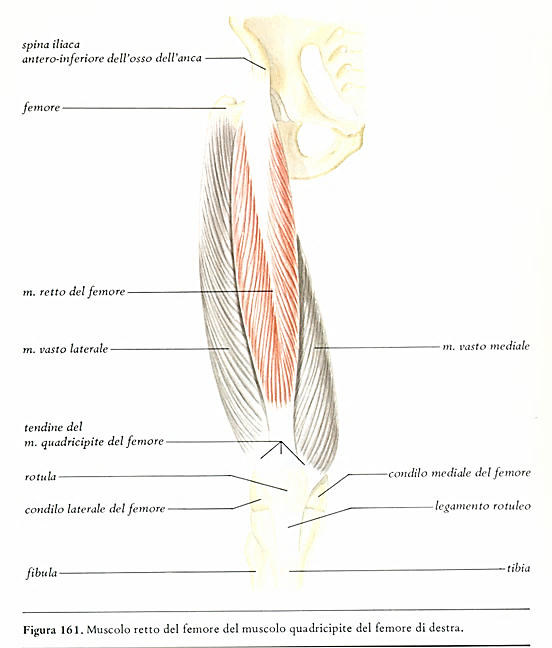 spina iliaca
antero-inferiore dell'osso dell'anca
femore
m. retto del femore
m. vasto laterale
m. vasto mediale
tendine del
m. quadricipite del femore
rotula
condilo mediale del femore
condilo laterale del femore
legamento rotuleo
fibula
tibia
Figura 161. Muscolo retto del femore del muscolo quadricipite del femore di destra.